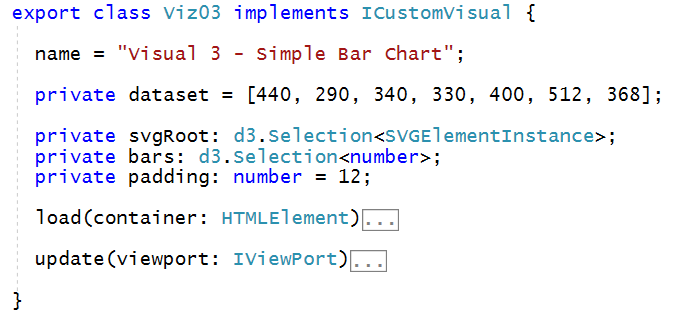 export class Viz03 implements ICustomVisual {
name = "Visual 3 - Simple Bar Chart";
private dataset = [440, 290, 340, 330, 400, 512, 368];
private svgRoot: d3.Selection<SVGElementInstance>;
private bars: d3.Selection<number>;
private padding: number = 12;
load(container: HTMLElement)...
update(viewport: IViewPort)...
}